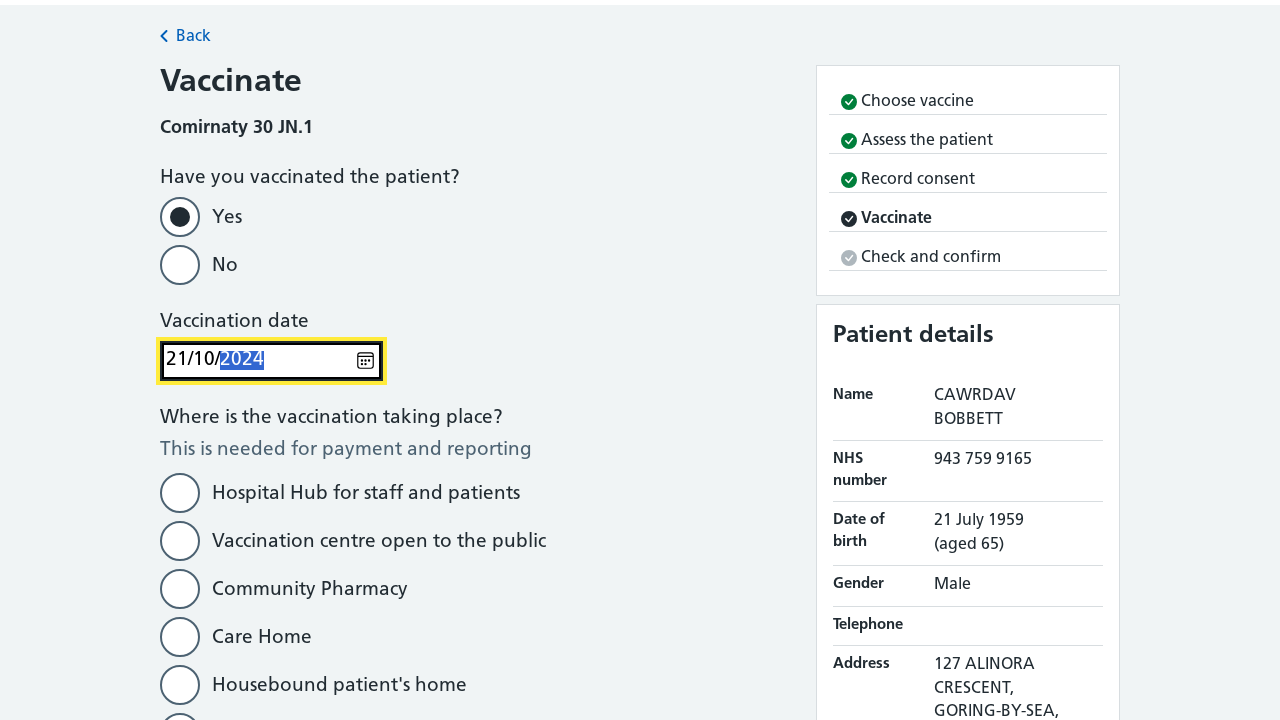 Back
Vaccinate
Comirnaty 30 JN.1
Have you vaccinated the patient?
Yes
No
Vaccination date
21/10/2024
Where is the vaccination taking place?
This is needed for payment and reporting
Hospital Hub for staff and patients
Vaccination centre open to the public
Community Pharmacy
Care Home
Housebound patient's home
Choose vaccine
Assess the patient
Record consent
Vaccinate
Check and confirm
Patient details
Name CAWRDAV
BOBBETT
NHS 943 759 9165
number
Date of 21 July 1959
birth (aged 65)
Gender Male
Telephone
Address 127 ALINORA
CRESCENT,
GORING-BY-SEA,